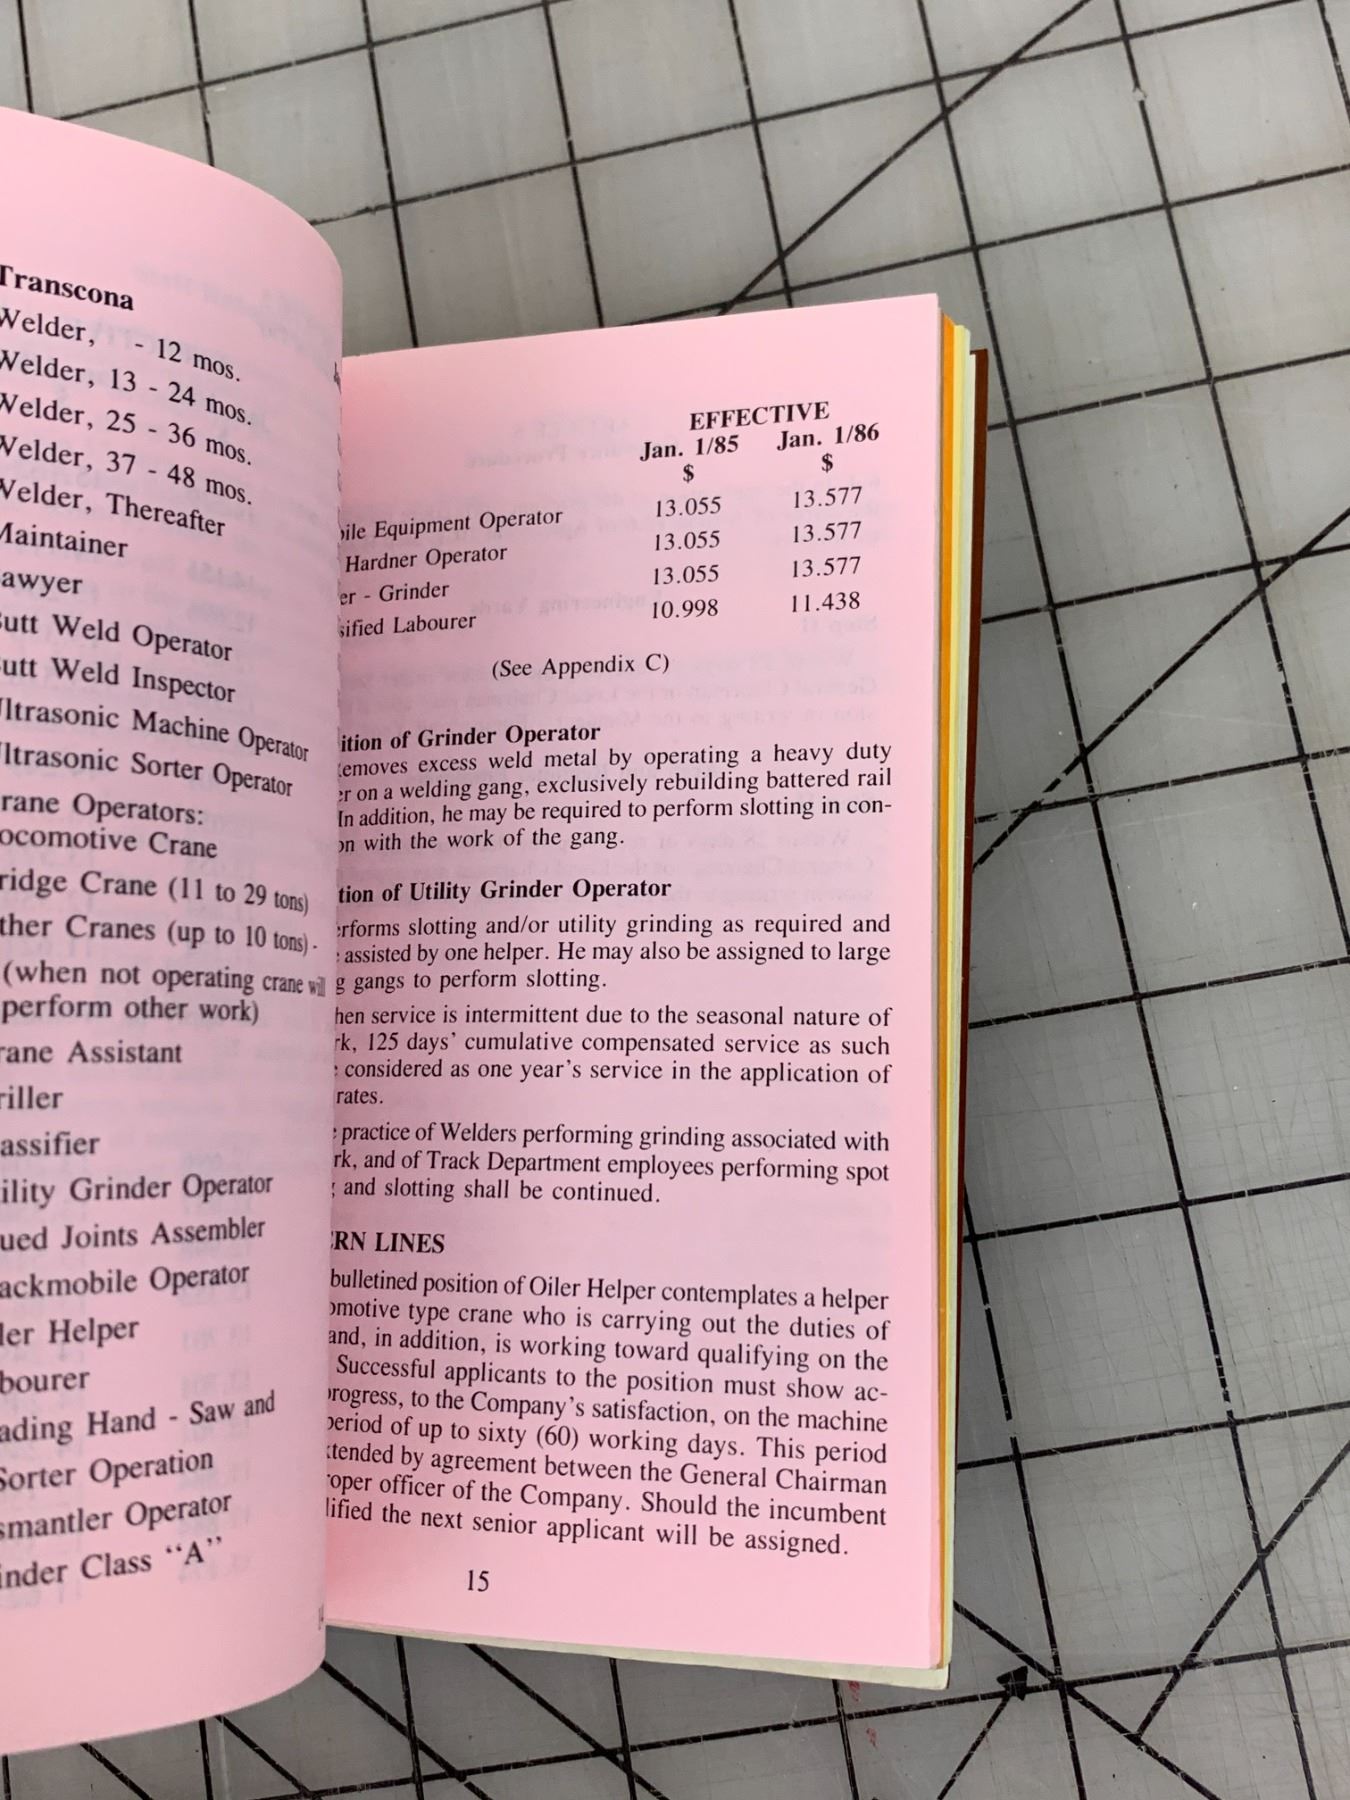 Transcona
Welder, - 12 mos.
Welder, 13 - 24 mos.
Welder, 25 - 36 mos.
Welder, 37 - 48 mos.
Welder, Thereafter
Maintainer
awyer
utt Weld Operator
utt Weld Inspector
ltrasonic Machine Operator
ltrasonic Sorter Operator
rane Operators:
ocomotive Crane
ridge Crane (11 to 29 tons)
ther Cranes (up to 10 tons) -
(when not operating crane will
perform other work)
rane Assistant
riller
assifier
ility Grinder Operator
ued Joints Assembler
ackmobile Operator
ler Helper
bourer
ading Hand - Saw and
Sorter Operation
smantler Operator
inder Class "A"
EFFECTIVE
Jan. 1/85 Jan. 1/86
$ $
ile Equipment Operator 13.055 13.577
Hardner Operator 13.055 13.577
er - Grinder 13.055 13.577
sified Labourer 10.998 11.438
(See Appendix C)
ition of Grinder Operator
emoves excess weld metal by operating a heavy duty
er on a welding gang, exclusively rebuilding battered rail
In addition, he may be required to perform slotting in con-
on with the work of the gang.
tion of Utility Grinder Operator
erforms slotting and/or utility grinding as required and
assisted by one helper. He may also be assigned to large
g gangs to perform slotting.
hen service is intermittent due to the seasonal nature of
rk, 125 days' cumulative compensated service as such
considered as one year's service in the application of
rates.
practice of Welders performing grinding associated with
rk, and of Track Department employees performing spot
and slotting shall be continued.
ERN LINES
bulletined position of Oiler Helper contemplates a helper
omotive type crane who is carrying out the duties of
and, in addition, is working toward qualifying on the
Successful applicants to the position must show ac-
rogress, to the Company's satisfaction, on the machine
period of up to sixty (60) working days. This period
xtended by agreement between the General Chairman
roper officer of the Company. Should the incumbent
lified the next senior applicant will be assigned.
15